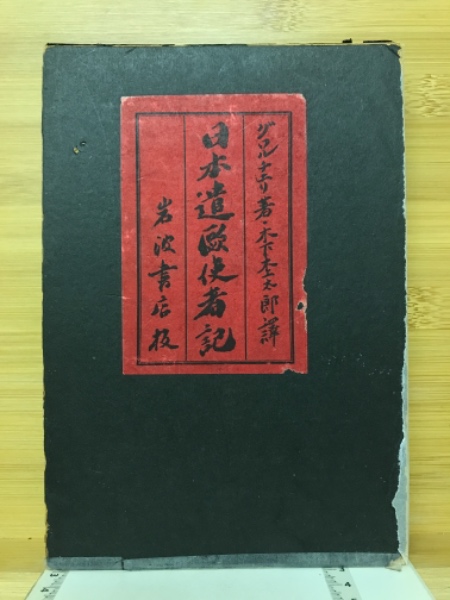 グワルチエリ著・木下杢太郎譯
日本遣歐使者記
岩波書店板